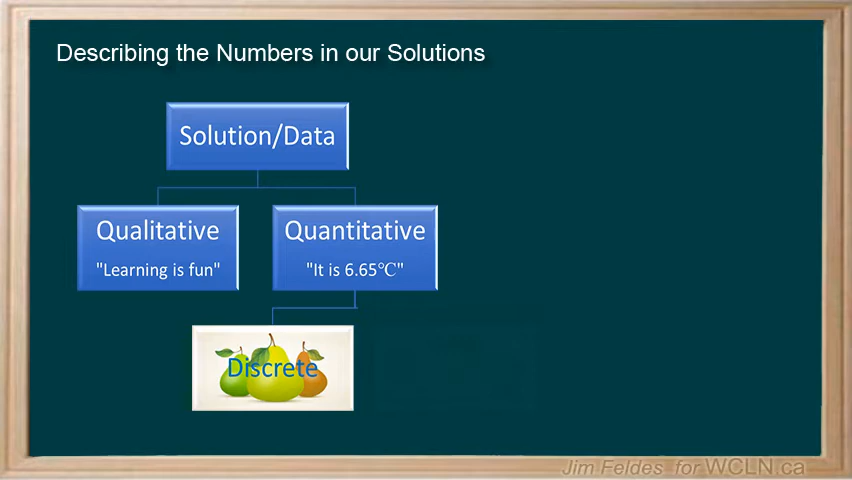 Describing the Numbers in our Solutions
Solution/Data
Qualitative
"Learning is fun"
Quantitative
"It is 6.65℃"
Discrete
Jim Feldes for WCLN.ca